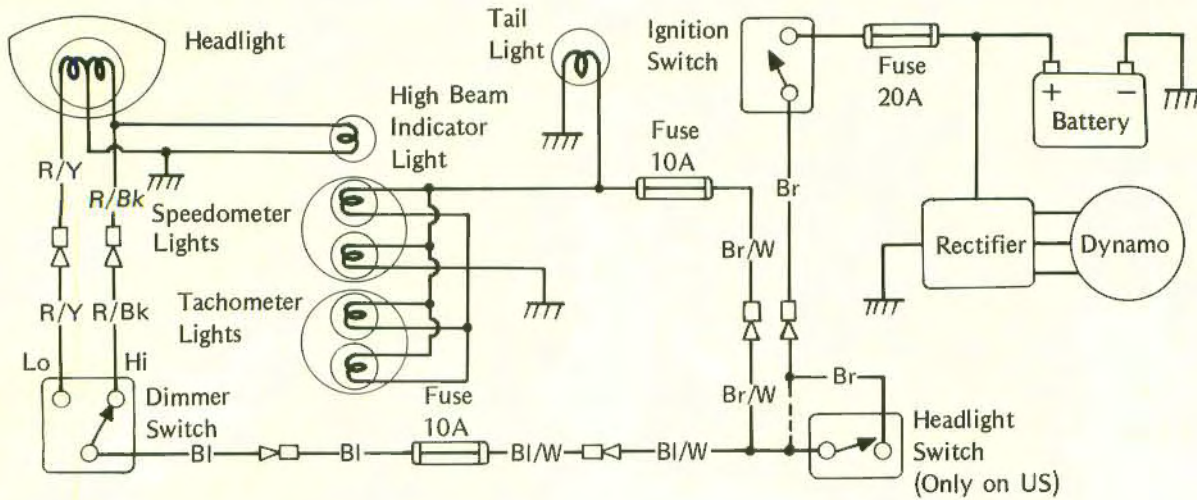 Headlight
Tail
Light
Ignition
Switch
Fuse
20A
+
−
Battery
High Beam
Indicator
Light
Fuse
10A
R/Y
R/Bk
Br
Speedometer
Lights
Br/W
Rectifier
Dynamo
Tachometer
Lights
R/Y
R/Bk
Lo
Hi
Br/W
Br
Dimmer
Switch
Fuse
10A
Headlight
Switch
(Only on US)
Bl
Bl
Bl/W
Bl/W